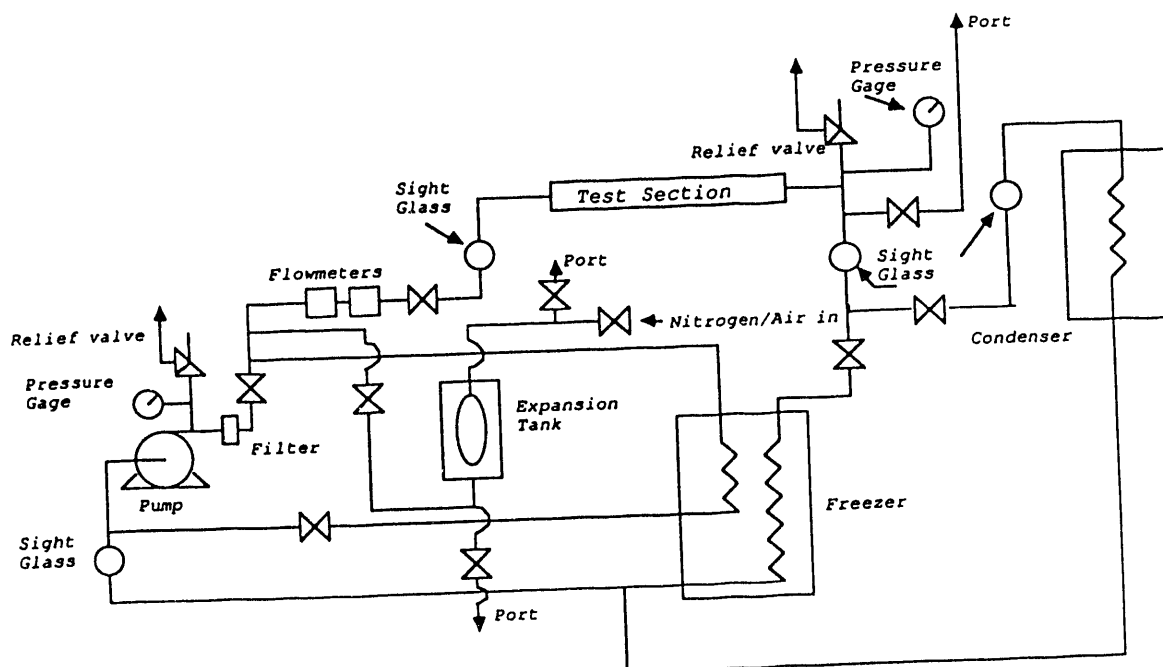 Port
Pressure
Gage
Relief valve
Sight
Glass
Test Section
Port
Flowmeters
Sight
Glass
Nitrogen/Air in
Condenser
Relief valve
Pressure
Gage
Expansion
Tank
Filter
Freezer
Pump
Sight
Glass
Port